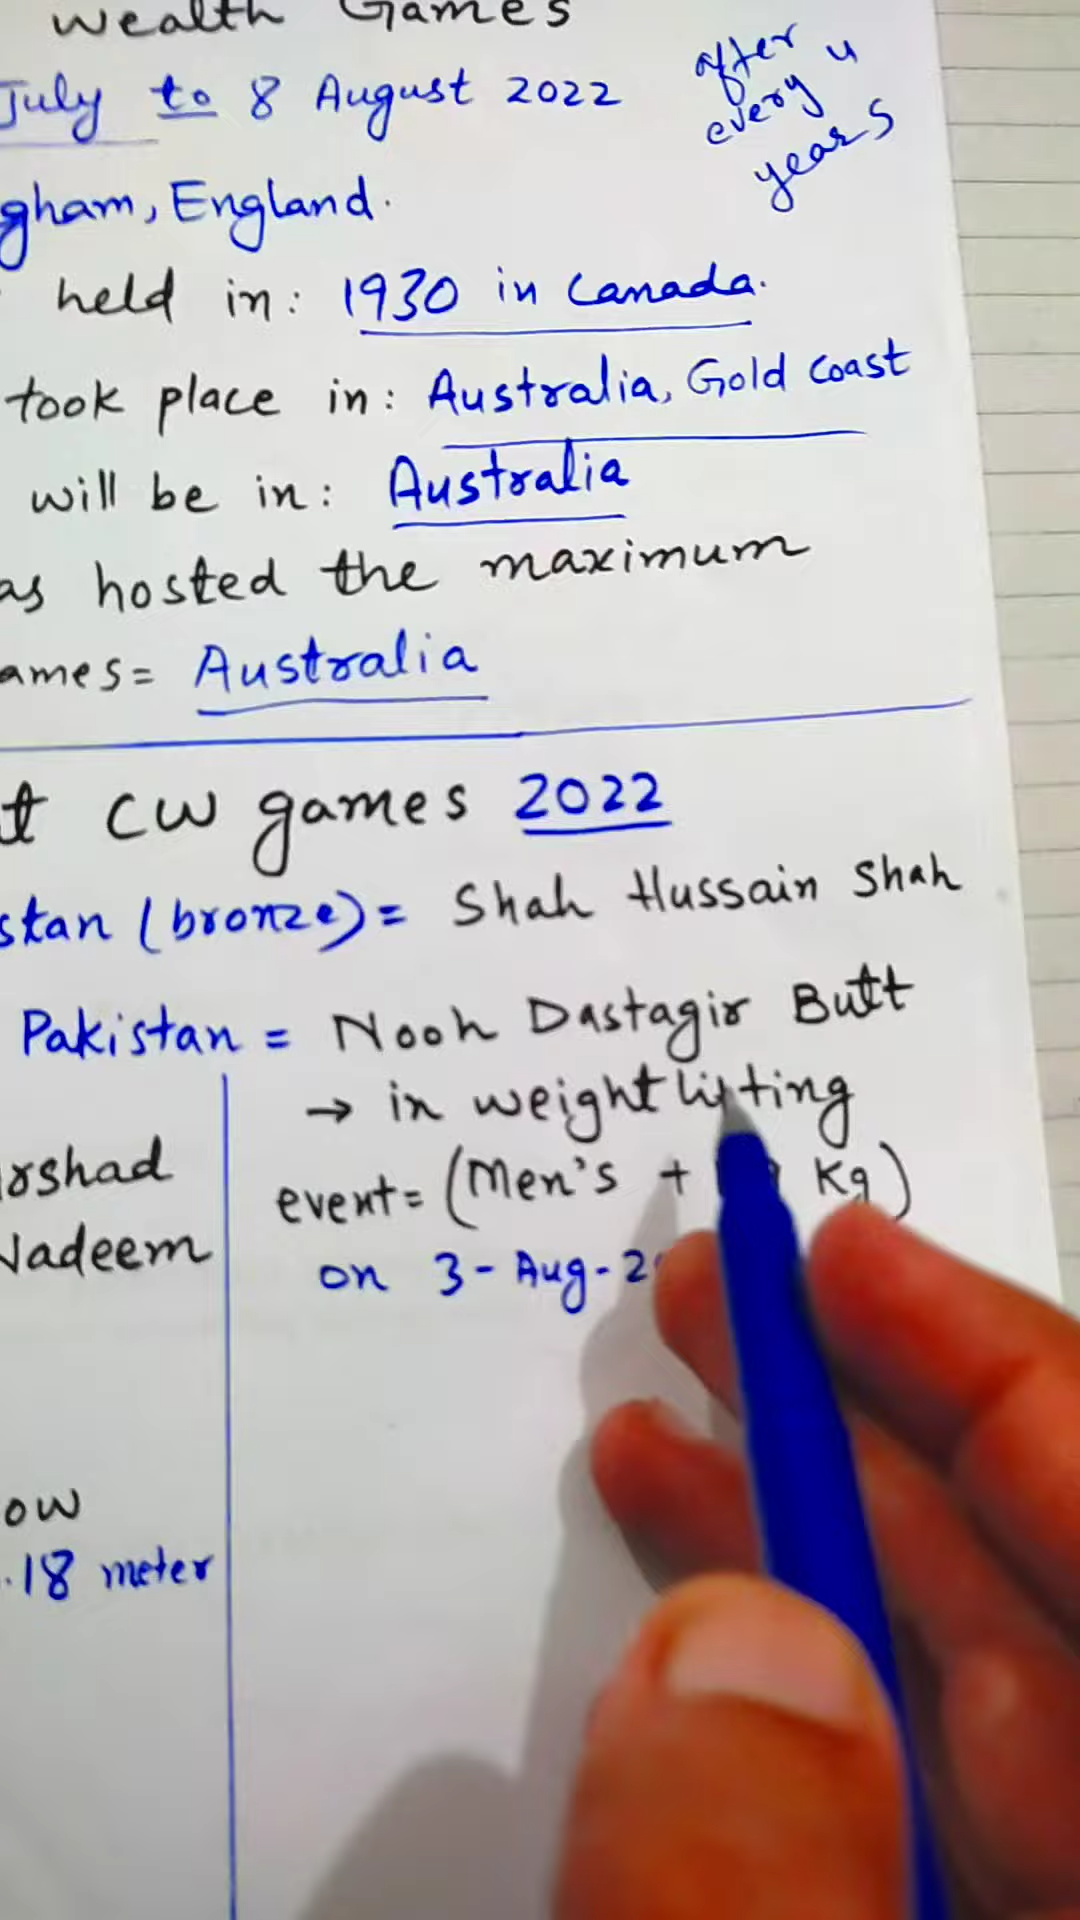 wealth Games
after every 4 years
July to 8 August 2022
gham, England.
held in: 1930 in Canada.
took place in: Australia, Gold Coast
will be in: Australia
as hosted the maximum
ames= Australia
t CW games 2022
stan (bronze)= Shah Hussain Shah
Pakistan = Nooh Dastagir Butt
→ in weightlifting
event= (Men's + Kg)
on 3-Aug-2
rshad
Nadeem
ow
.18 meter